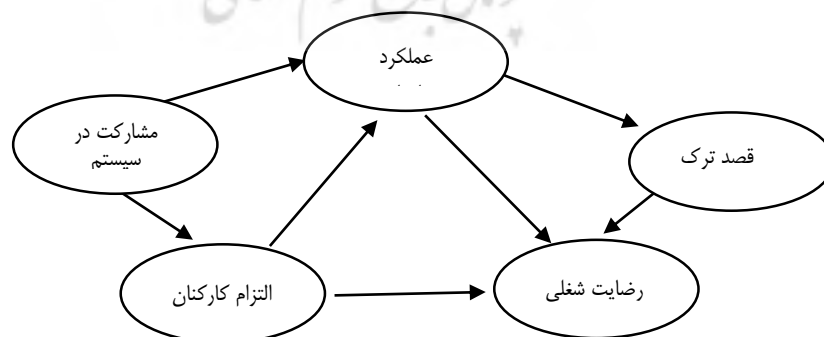 عملکرد
مشارکت در
سیستم
قصد ترک
التزام کارکنان
رضایت شغلی